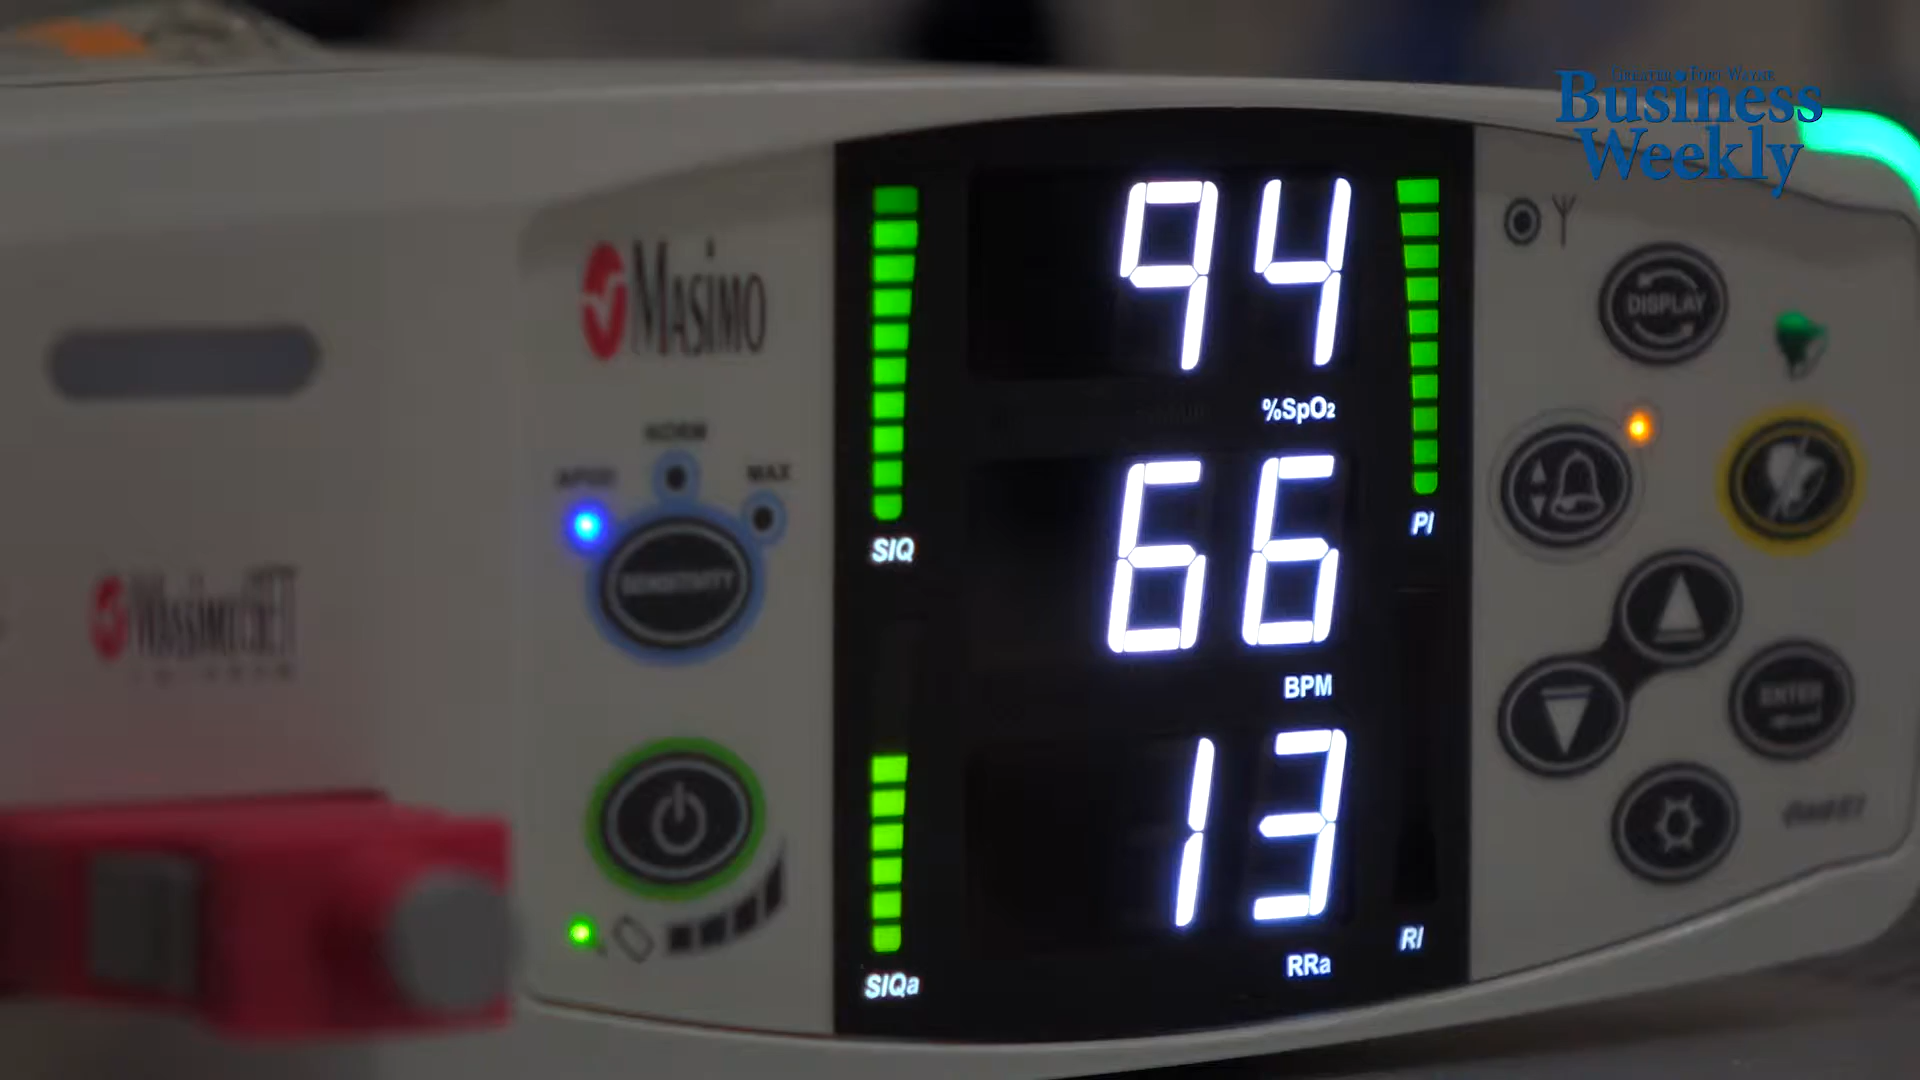 GREATER FORT WAYNE
Business
Weekly
94
%SpO2
MASiMO
DISPLAY
NORM
APOD
MAX
SENSITIVITY
SIQ
PI
66
BPM
MASiMOSET
ENTER
13
RRa
RI
SIQa